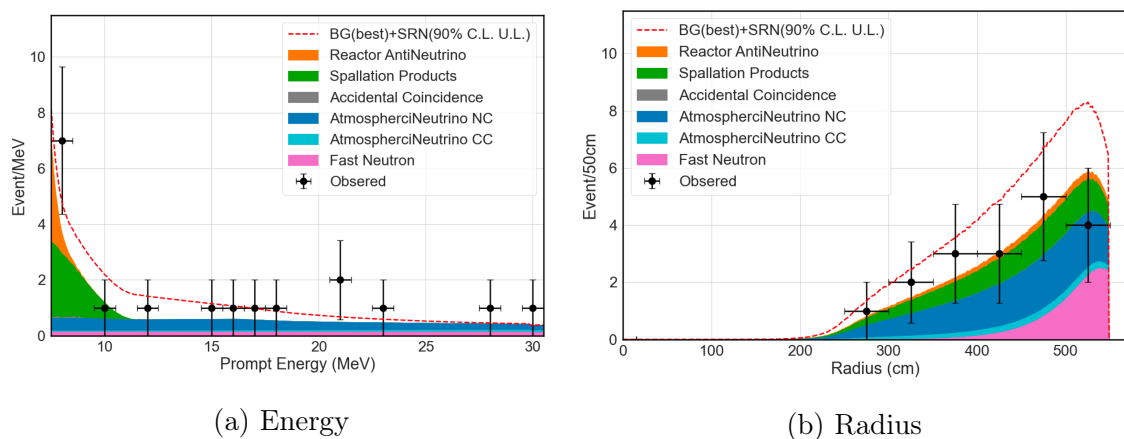 BG(best)+SRN(90% C.L. U.L.)
Reactor AntiNeutrino
Spallation Products
Accidental Coincidence
AtmospherciNeutrino NC
AtmospherciNeutrino CC
Fast Neutron
Obsered
Event/MeV
10
8
6
4
2
0
10 15 20 25 30
Prompt Energy (MeV)
(a) Energy
BG(best)+SRN(90% C.L. U.L.)
Reactor AntiNeutrino
Spallation Products
Accidental Coincidence
AtmospherciNeutrino NC
AtmospherciNeutrino CC
Fast Neutron
Obsered
Event/50cm
10
8
6
4
2
0
0 100 200 300 400 500
Radius (cm)
(b) Radius